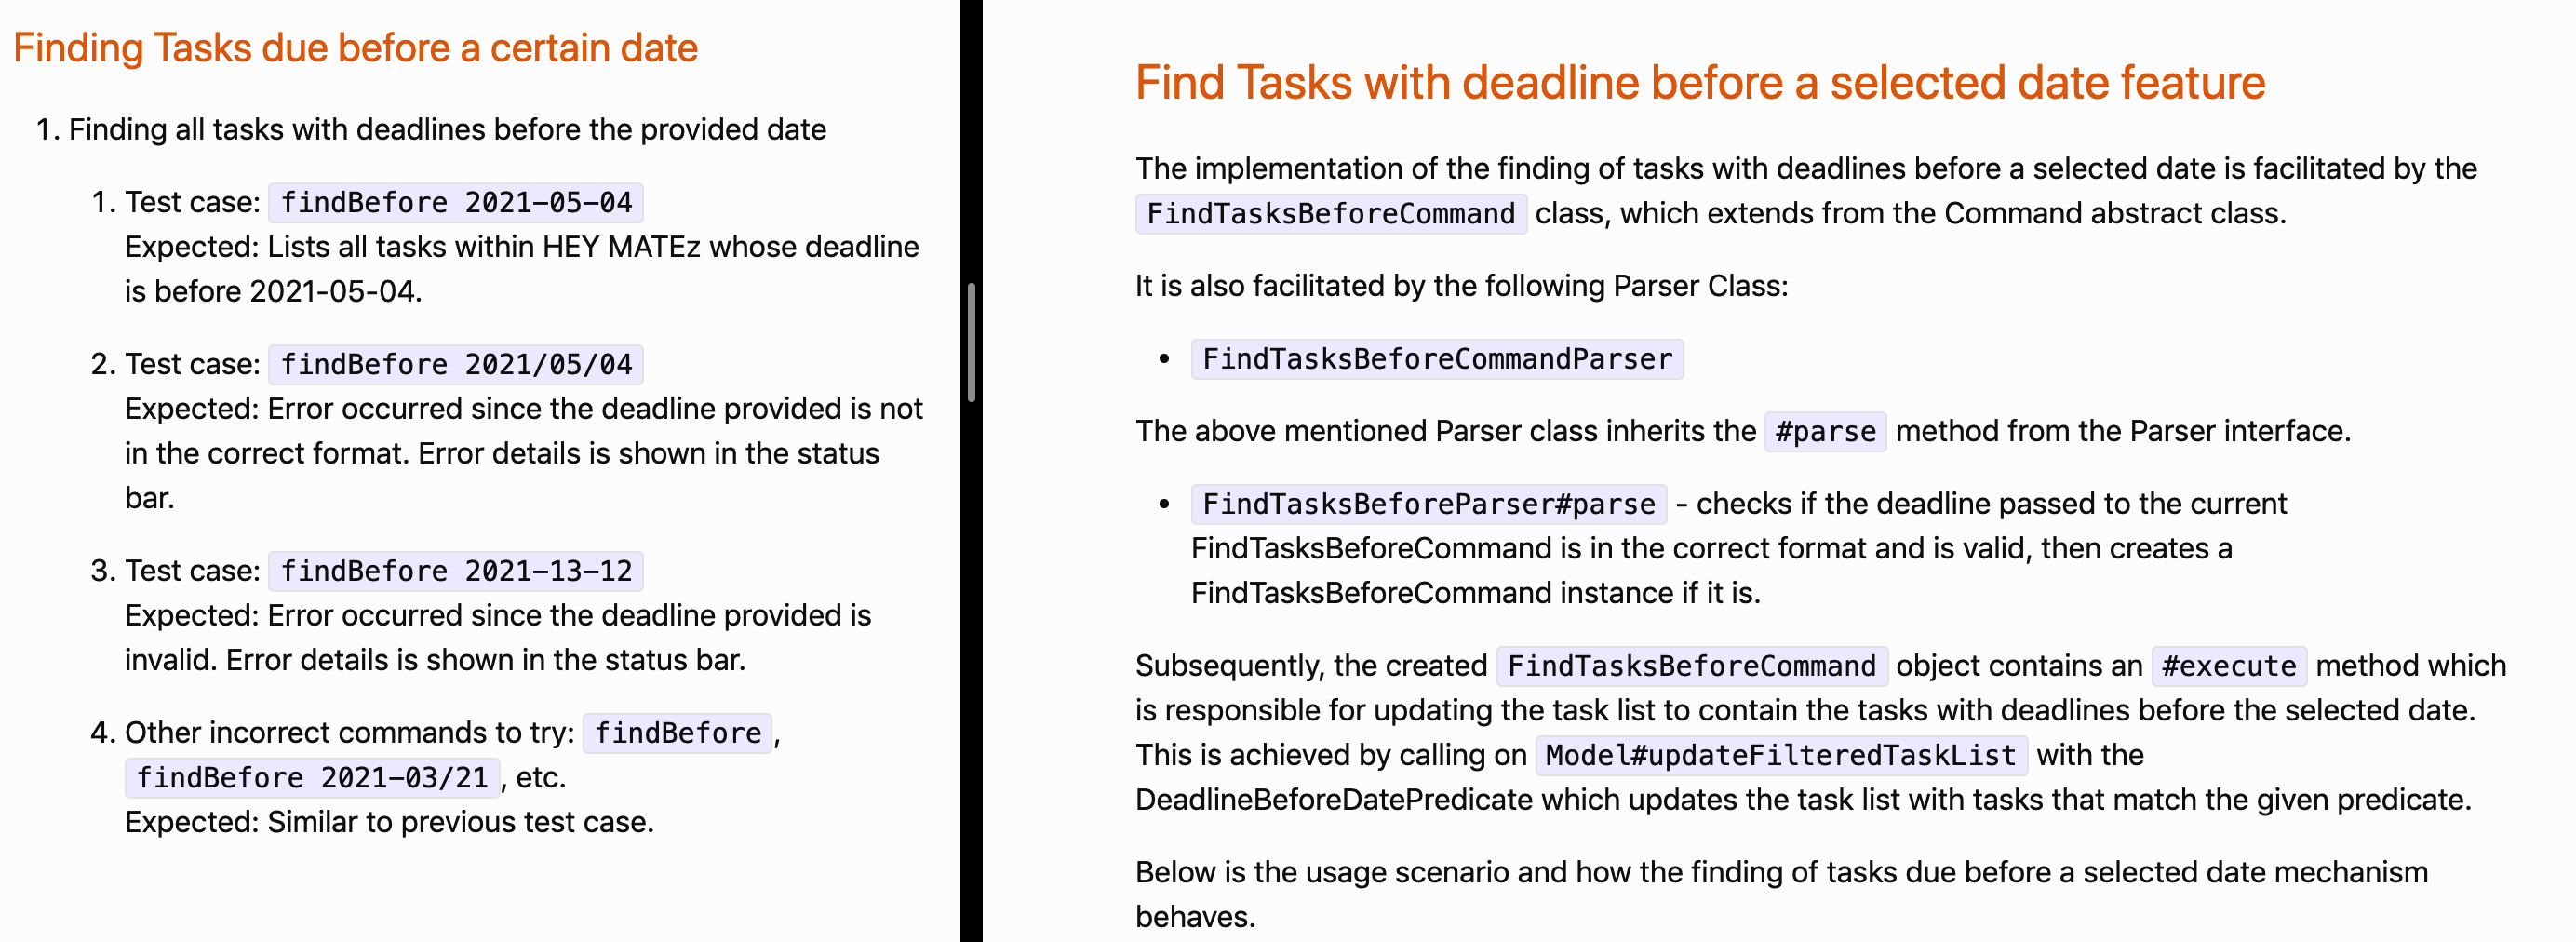 Finding Tasks due before a certain date
1. Finding all tasks with deadlines before the provided date
1. Test case: findBefore 2021-05-04
Expected: Lists all tasks within HEY MATEz whose deadline
is before 2021-05-04.
2. Test case: findBefore 2021/05/04
Expected: Error occurred since the deadline provided is not
in the correct format. Error details is shown in the status
bar.
3. Test case: findBefore 2021-13-12
Expected: Error occurred since the deadline provided is
invalid. Error details is shown in the status bar.
4. Other incorrect commands to try: findBefore,
findBefore 2021-03/21, etc.
Expected: Similar to previous test case.
Find Tasks with deadline before a selected date feature
The implementation of the finding of tasks with deadlines before a selected date is facilitated by the
FindTasksBeforeCommand class, which extends from the Command abstract class.
It is also facilitated by the following Parser Class:
• FindTasksBeforeCommandParser
The above mentioned Parser class inherits the #parse method from the Parser interface.
• FindTasksBeforeParser#parse - checks if the deadline passed to the current
FindTasksBeforeCommand is in the correct format and is valid, then creates a
FindTasksBeforeCommand instance if it is.
Subsequently, the created FindTasksBeforeCommand object contains an #execute method which
is responsible for updating the task list to contain the tasks with deadlines before the selected date.
This is achieved by calling on Model#updateFilteredTaskList with the
DeadlineBeforeDatePredicate which updates the task list with tasks that match the given predicate.
Below is the usage scenario and how the finding of tasks due before a selected date mechanism
behaves.